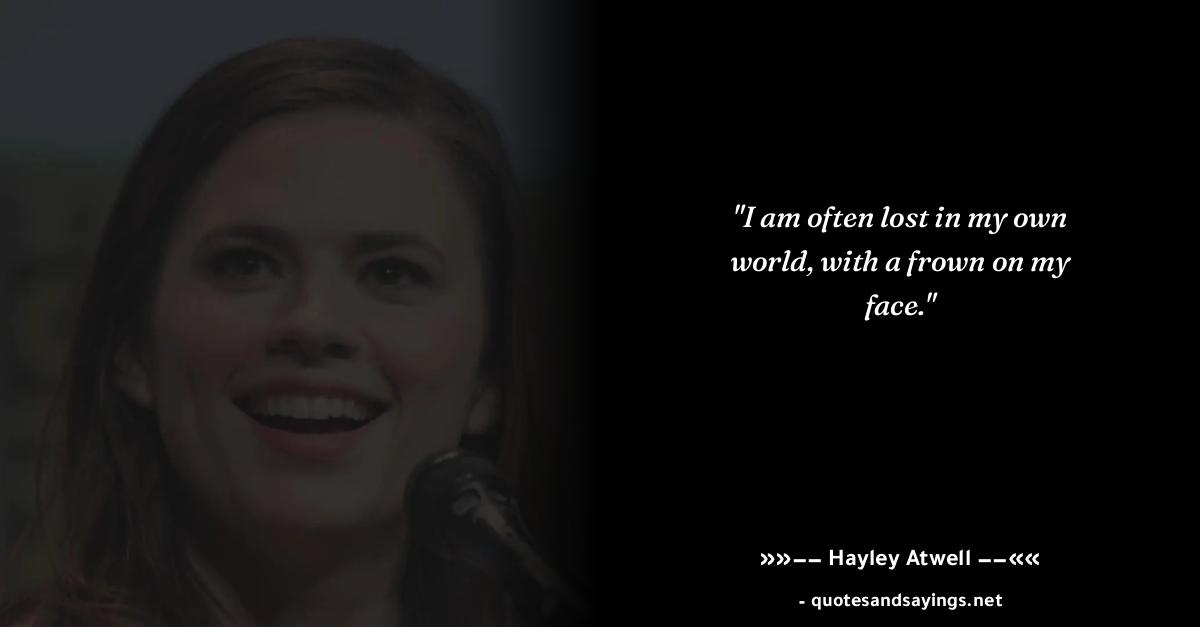 "I am often lost in my own
world, with a frown on my
face."
»»–– Hayley Atwell ––««
- quotesandsayings.net